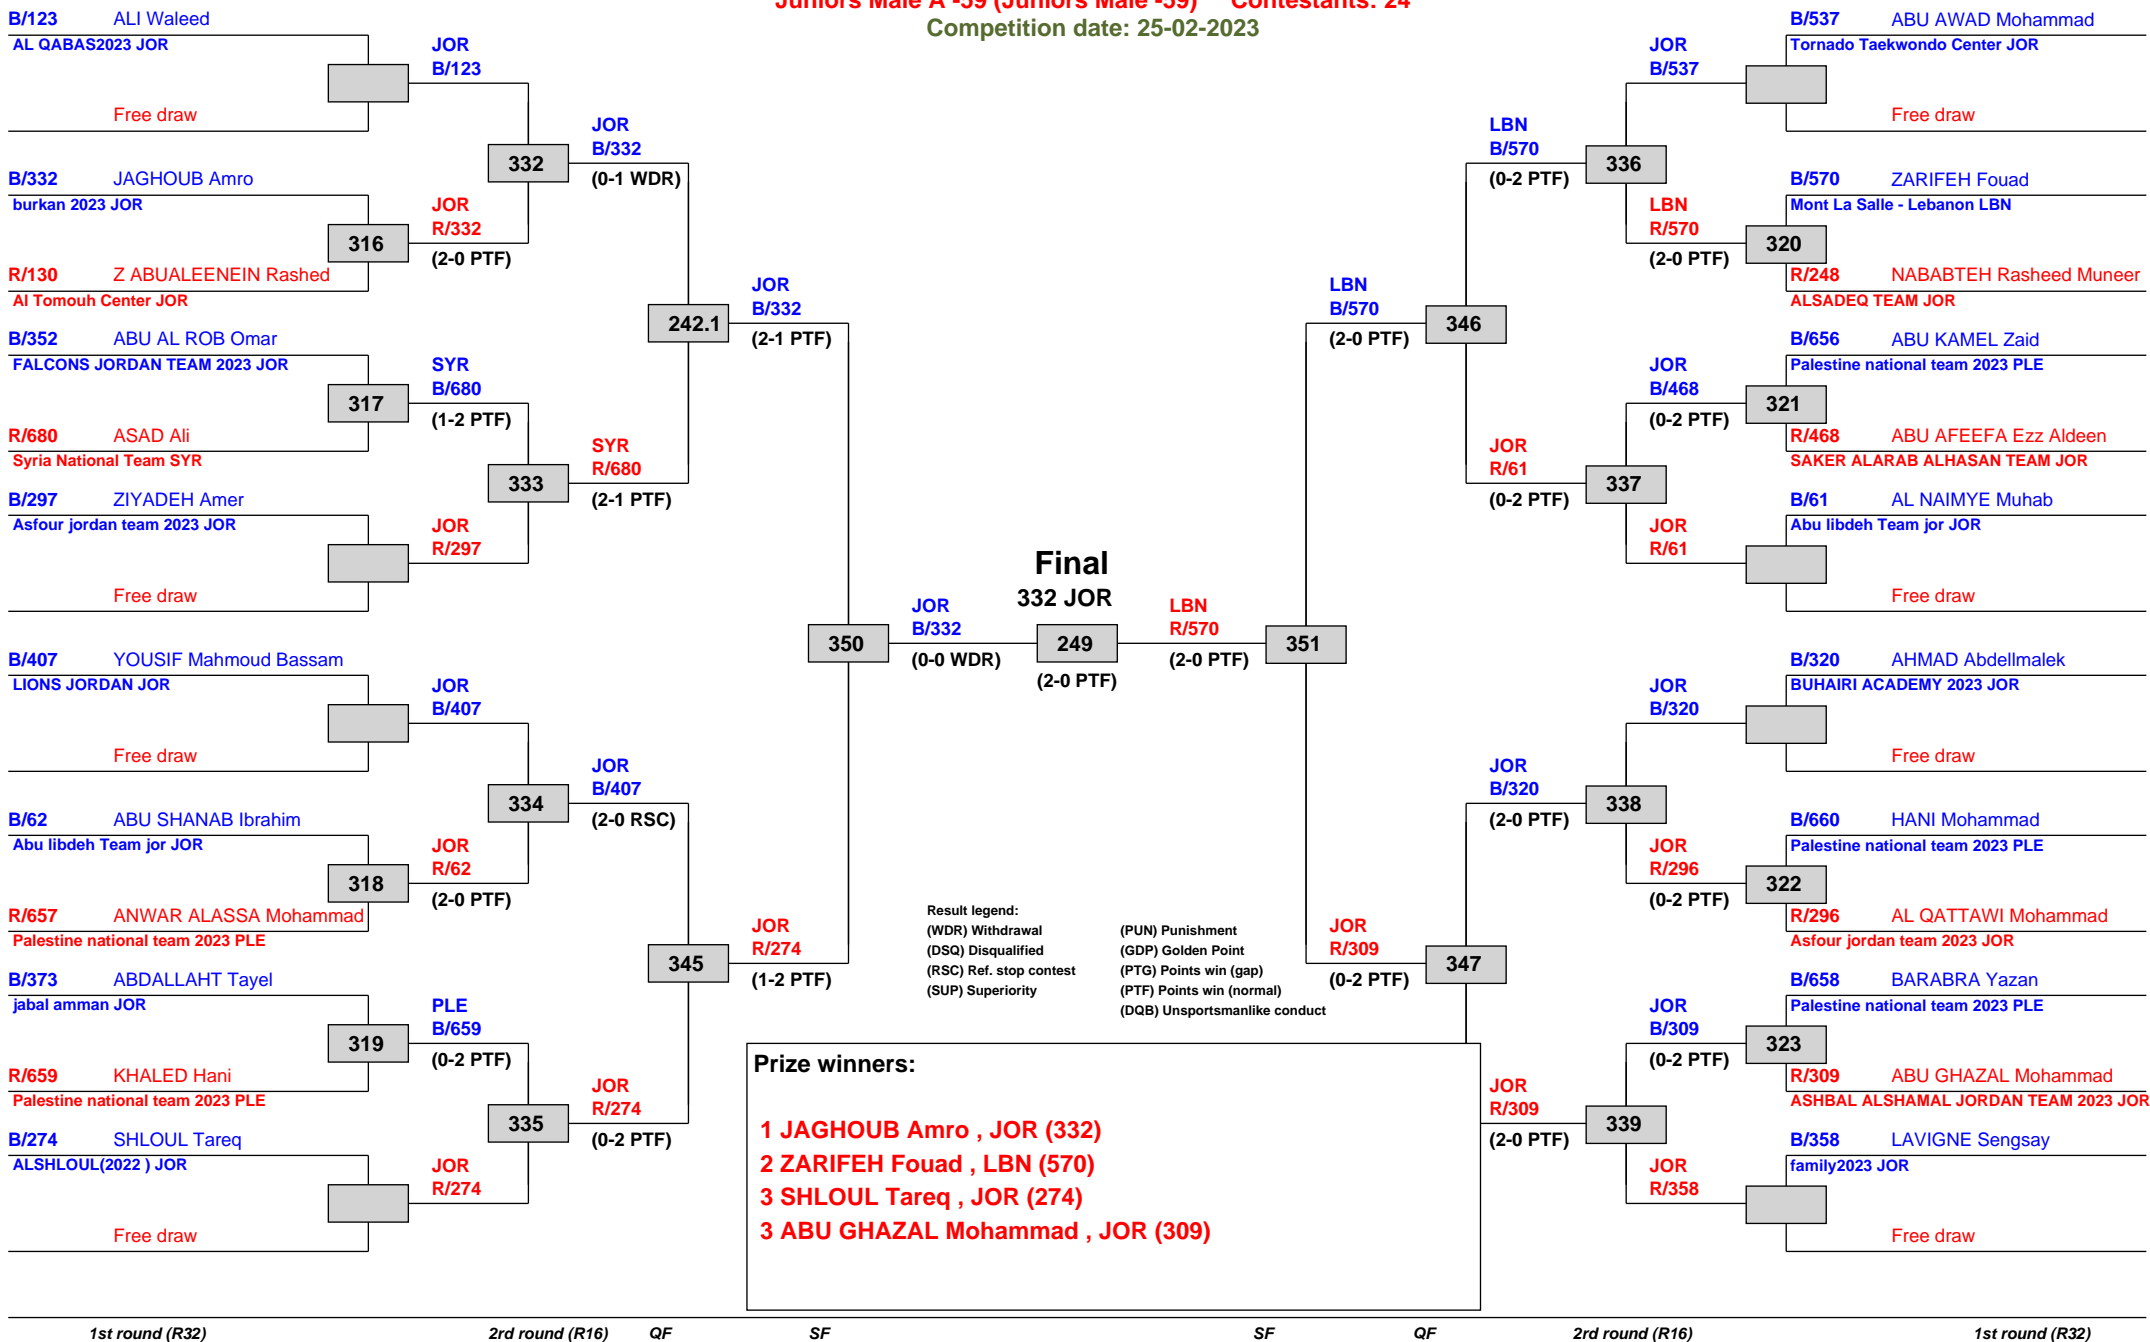 Juniors Male A -59 (Juniors Male -59) Contestants: 24
Competition date: 25-02-2023
B/123 ALI Waleed
AL QABAS2023 JOR
Free draw
B/332 JAGHOUB Amro
burkan 2023 JOR
316
R/130 Z ABUALEENEIN Rashed
Al Tomouh Center JOR
B/352 ABU AL ROB Omar
FALCONS JORDAN TEAM 2023 JOR
317
R/680 ASAD Ali
Syria National Team SYR
B/297 ZIYADEH Amer
Asfour jordan team 2023 JOR
Free draw
B/407 YOUSIF Mahmoud Bassam
LIONS JORDAN JOR
Free draw
B/62 ABU SHANAB Ibrahim
Abu libdeh Team jor JOR
318
R/657 ANWAR ALASSA Mohammad
Palestine national team 2023 PLE
B/373 ABDALLAHT Tayel
jabal amman JOR
319
R/659 KHALED Hani
Palestine national team 2023 PLE
B/274 SHLOUL Tareq
ALSHLOUL(2022 ) JOR
Free draw
JOR
B/123
332
JOR
R/332
(2-0 PTF)
SYR
B/680
(1-2 PTF)
333
JOR
R/297
JOR
B/407
334
JOR
R/62
(2-0 PTF)
PLE
B/659
(0-2 PTF)
335
JOR
R/274
JOR
B/332
(0-1 WDR)
242.1
SYR
R/680
(2-1 PTF)
JOR
B/407
(2-0 RSC)
345
JOR
R/274
(0-2 PTF)
JOR
B/332
(2-1 PTF)
350
JOR
R/274
(1-2 PTF)
JOR
B/332
(0-0 WDR)
Final
332 JOR
249
(2-0 PTF)
LBN
R/570
(2-0 PTF)
351
LBN
B/570
(2-0 PTF)
346
JOR
R/309
(0-2 PTF)
347
LBN
B/570
(0-2 PTF)
336
JOR
R/61
(0-2 PTF)
337
JOR
B/320
(2-0 PTF)
338
JOR
R/309
(2-0 PTF)
339
JOR
B/537
LBN
R/570
(2-0 PTF)
JOR
B/468
(0-2 PTF)
JOR
R/61
JOR
B/320
JOR
R/296
(0-2 PTF)
JOR
B/309
(0-2 PTF)
JOR
R/358
B/537 ABU AWAD Mohammad
Tornado Taekwondo Center JOR
Free draw
B/570 ZARIFEH Fouad
Mont La Salle - Lebanon LBN
320
R/248 NABABTEH Rasheed Muneer
ALSADEQ TEAM JOR
B/656 ABU KAMEL Zaid
Palestine national team 2023 PLE
321
R/468 ABU AFEEFA Ezz Aldeen
SAKER ALARAB ALHASAN TEAM JOR
B/61 AL NAIMYE Muhab
Abu libdeh Team jor JOR
Free draw
B/320 AHMAD Abdellmalek
BUHAIRI ACADEMY 2023 JOR
Free draw
B/660 HANI Mohammad
Palestine national team 2023 PLE
322
R/296 AL QATTAWI Mohammad
Asfour jordan team 2023 JOR
B/658 BARABRA Yazan
Palestine national team 2023 PLE
323
R/309 ABU GHAZAL Mohammad
ASHBAL ALSHAMAL JORDAN TEAM 2023 JOR
B/358 LAVIGNE Sengsay
family2023 JOR
Free draw
Result legend:
(WDR) Withdrawal (PUN) Punishment
(DSQ) Disqualified (GDP) Golden Point
(RSC) Ref. stop contest (PTG) Points win (gap)
(SUP) Superiority (PTF) Points win (normal)
(DQB) Unsportsmanlike conduct
Prize winners:
1 JAGHOUB Amro , JOR (332)
2 ZARIFEH Fouad , LBN (570)
3 SHLOUL Tareq , JOR (274)
3 ABU GHAZAL Mohammad , JOR (309)
1st round (R32) 2rd round (R16) QF SF SF QF 2rd round (R16) 1st round (R32)